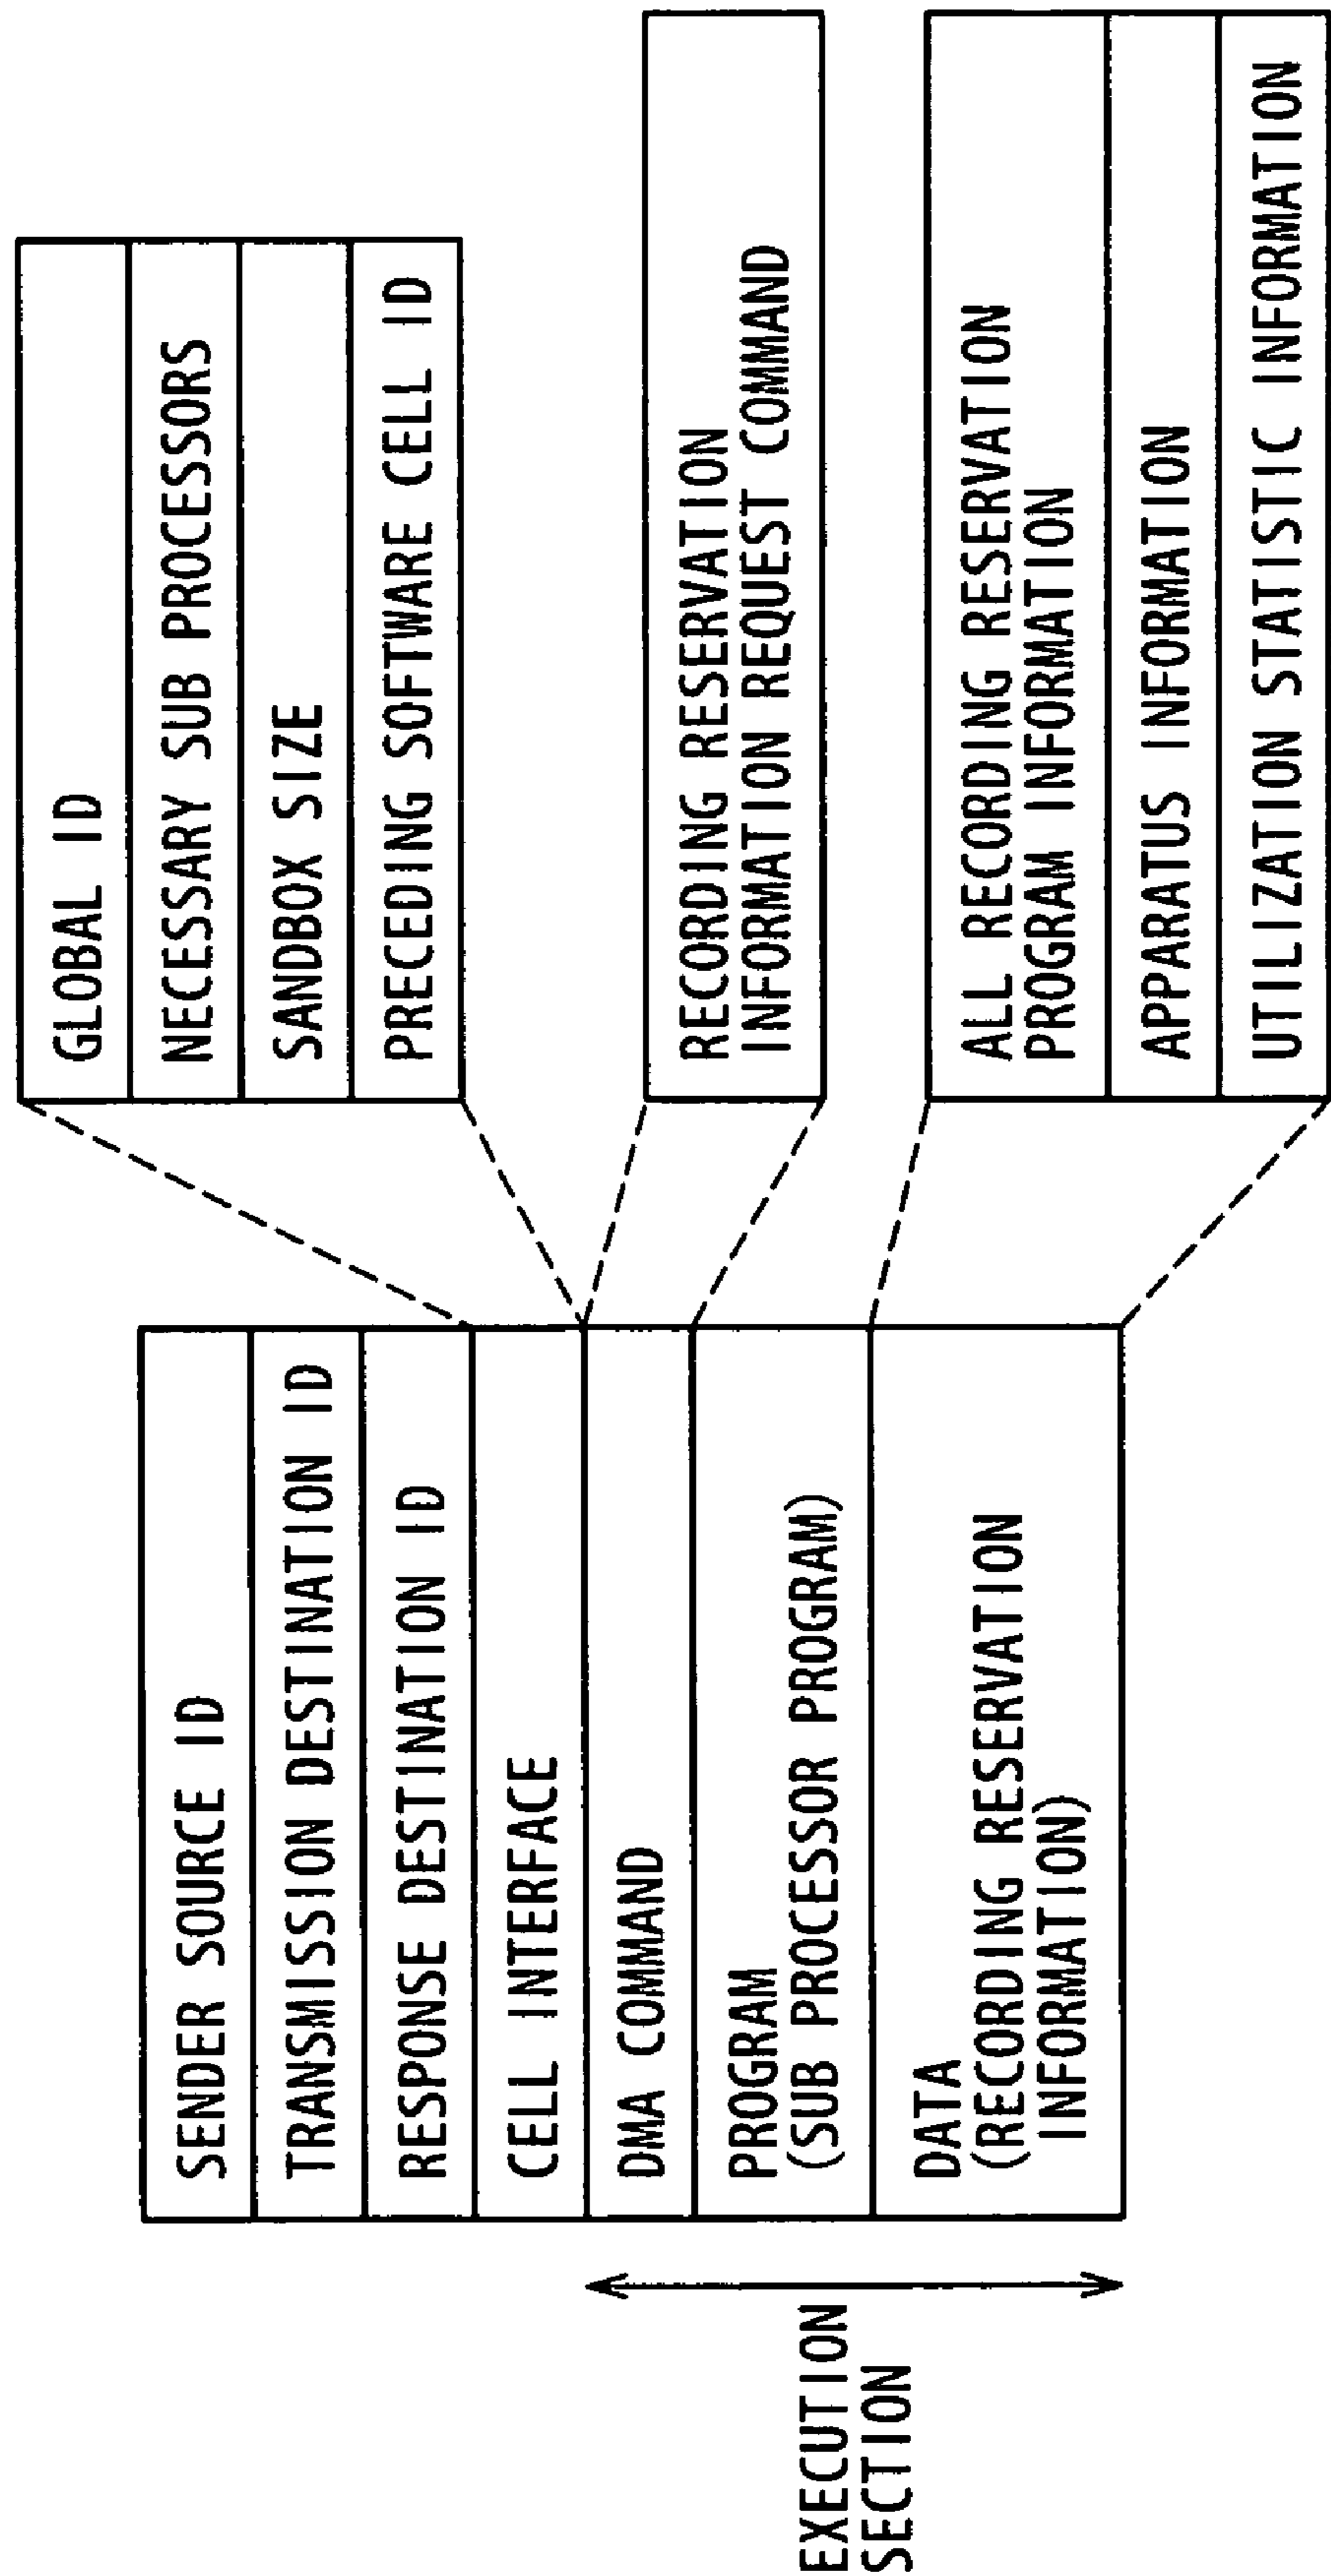 SENDER SOURCE ID
TRANSMISSION DESTINATION ID
RESPONSE DESTINATION ID
CELL INTERFACE
DMA COMMAND
PROGRAM
(SUB PROCESSOR PROGRAM)
DATA
(RECORDING RESERVATION
INFORMATION)
EXECUTION
SECTION
GLOBAL ID
NECESSARY SUB PROCESSORS
SANDBOX SIZE
PRECEDING SOFTWARE CELL ID
RECORDING RESERVATION
INFORMATION REQUEST COMMAND
ALL RECORDING RESERVATION
PROGRAM INFORMATION
APPARATUS INFORMATION
UTILIZATION STATISTIC INFORMATION